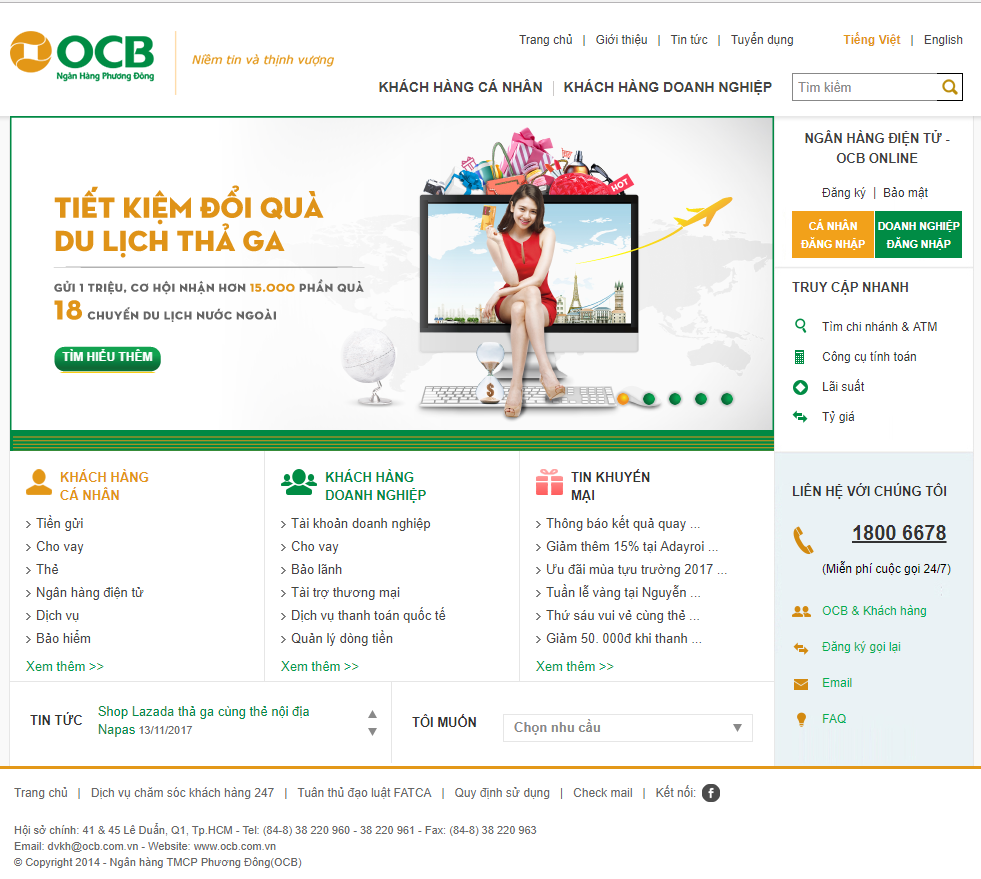 OCB
Ngân Hàng Phương Đông
Niềm tin và thịnh vượng
Trang chủ | Giới thiệu | Tin tức | Tuyển dụng
Tiếng Việt | English
KHÁCH HÀNG CÁ NHÂN | KHÁCH HÀNG DOANH NGHIỆP
Tìm kiếm
TIẾT KIỆM ĐỔI QUÀ
DU LỊCH THẢ GA
GỬI 1 TRIỆU, CƠ HỘI NHẬN HƠN 15.000 PHẦN QUÀ
18 CHUYẾN DU LỊCH NƯỚC NGOÀI
TÌM HIỂU THÊM
HOT
$
NGÂN HÀNG ĐIỆN TỬ -
OCB ONLINE
Đăng ký | Bảo mật
CÁ NHÂN
ĐĂNG NHẬP
DOANH NGHIỆP
ĐĂNG NHẬP
TRUY CẬP NHANH
Tìm chi nhánh & ATM
Công cụ tính toán
Lãi suất
Tỷ giá
KHÁCH HÀNG
CÁ NHÂN
> Tiền gửi
> Cho vay
> Thẻ
> Ngân hàng điện tử
> Dịch vụ
> Bảo hiểm
Xem thêm >>
KHÁCH HÀNG
DOANH NGHIỆP
> Tài khoản doanh nghiệp
> Cho vay
> Bảo lãnh
> Tài trợ thương mại
> Dịch vụ thanh toán quốc tế
> Quản lý dòng tiền
Xem thêm >>
TIN KHUYẾN
MẠI
> Thông báo kết quả quay ...
> Giảm thêm 15% tại Adayroi ...
> Ưu đãi mùa tựu trường 2017 ...
> Tuần lễ vàng tại Nguyễn ...
> Thứ sáu vui vẻ cùng thẻ ...
> Giảm 50. 000đ khi thanh ...
Xem thêm >>
LIÊN HỆ VỚI CHÚNG TÔI
1800 6678
(Miễn phí cuộc gọi 24/7)
OCB & Khách hàng
Đăng ký gọi lại
Email
FAQ
TIN TỨC
Shop Lazada thả ga cùng thẻ nội địa
Napas 13/11/2017
TÔI MUỐN
Chọn nhu cầu
Trang chủ | Dịch vụ chăm sóc khách hàng 247 | Tuân thủ đạo luật FATCA | Quy định sử dụng | Check mail | Kết nối:
Hội sở chính: 41 & 45 Lê Duẩn, Q1, Tp.HCM - Tel: (84-8) 38 220 960 - 38 220 961 - Fax: (84-8) 38 220 963
Email: dvkh@ocb.com.vn - Website: www.ocb.com.vn
© Copyright 2014 - Ngân hàng TMCP Phương Đông(OCB)